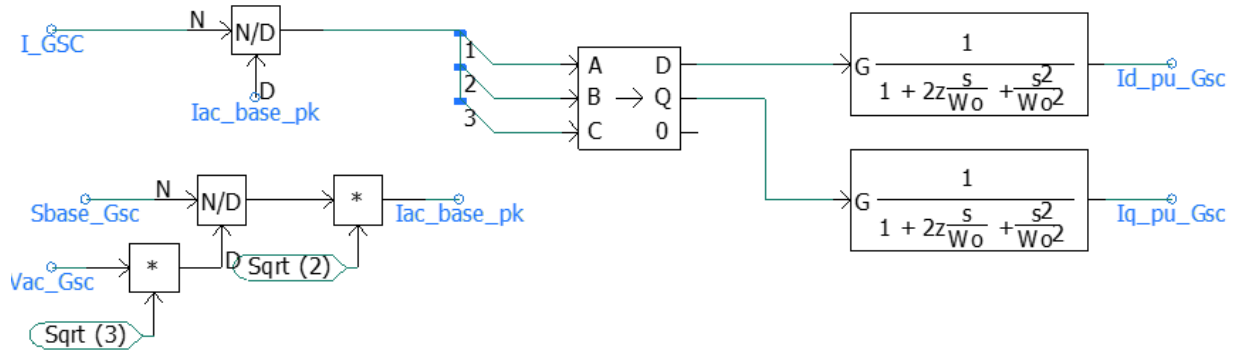 I_GSC
N
N/D
D
Iac_base_pk
1
2
3
A
B
C
D
Q
0
G
1
1 + 2z s/Wo + s²/Wo²
Id_pu_Gsc
G
1
1 + 2z s/Wo + s²/Wo²
Iq_pu_Gsc
Sbase_Gsc
N
N/D
D
*
Iac_base_pk
Sqrt (2)
Vac_Gsc
*
Sqrt (3)